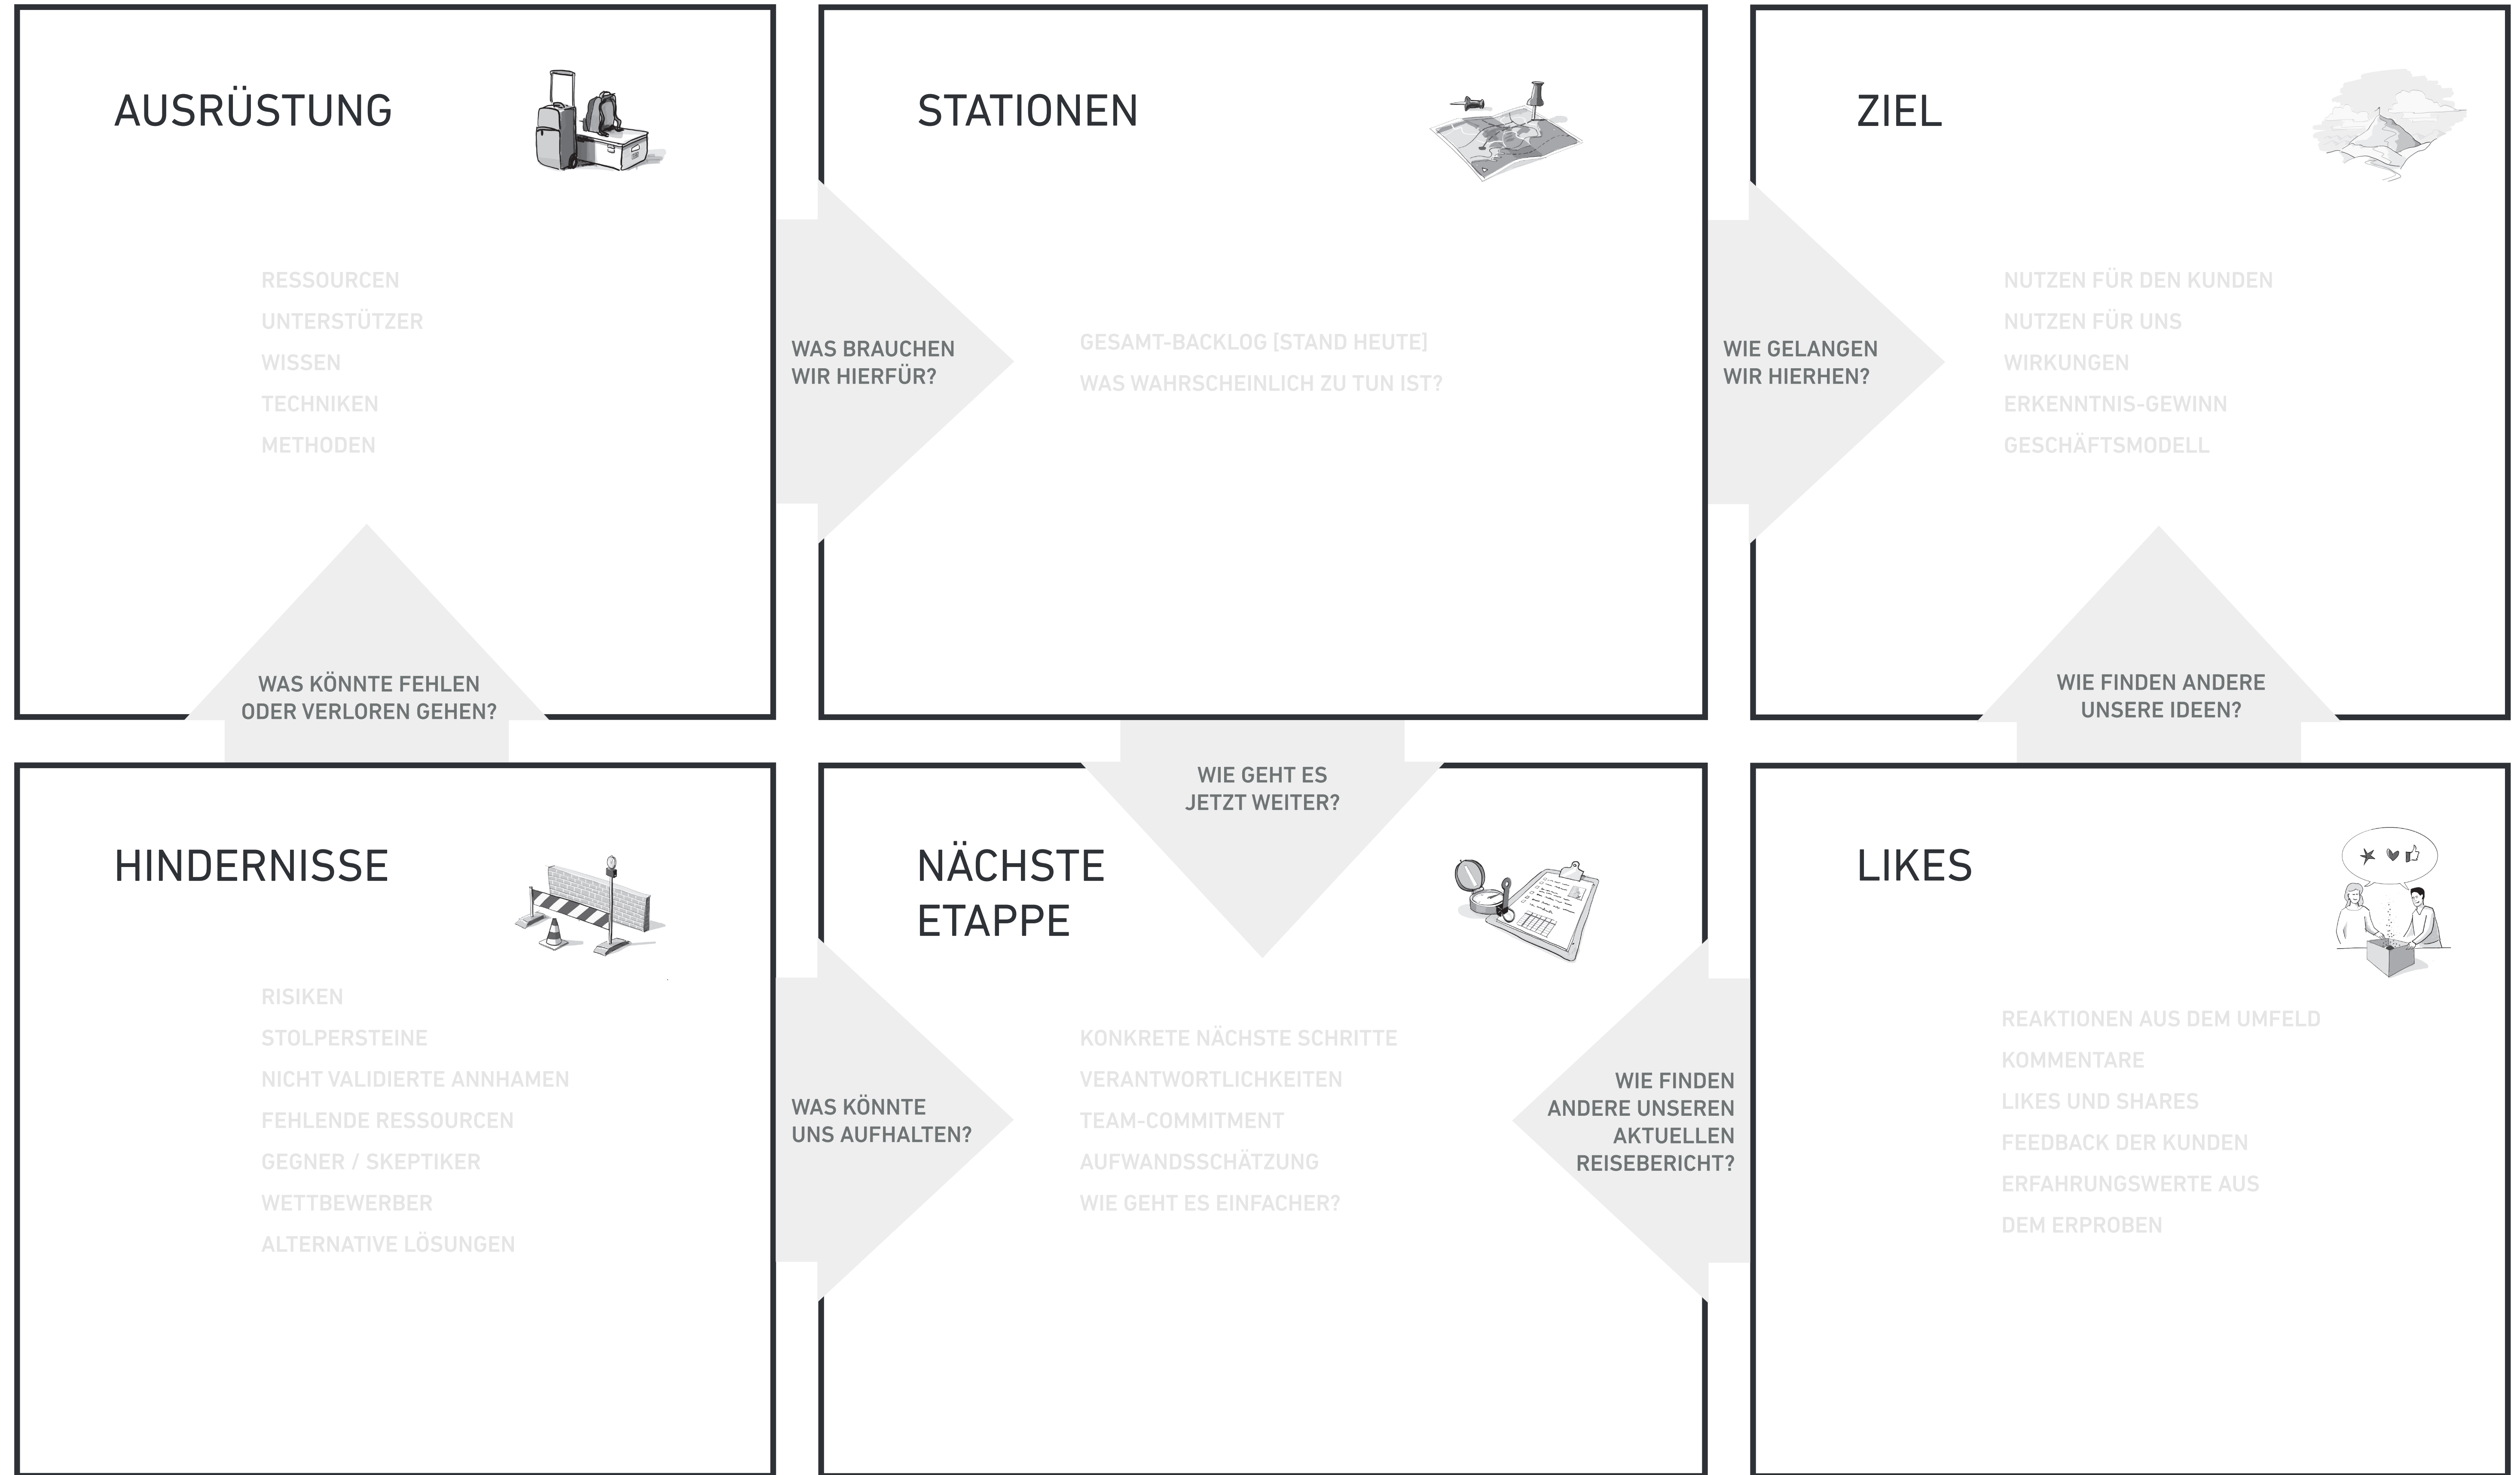 AUSRÜSTUNG
RESSOURCEN
UNTERSTÜTZER
WISSEN
TECHNIKEN
METHODEN
WAS KÖNNTE FEHLEN
ODER VERLOREN GEHEN?
WAS BRAUCHEN
WIR HIERFÜR?
STATIONEN
GESAMT-BACKLOG [STAND HEUTE]
WAS WAHRSCHEINLICH ZU TUN IST?
WIE GELANGEN
WIR HIERHEN?
ZIEL
NUTZEN FÜR DEN KUNDEN
NUTZEN FÜR UNS
WIRKUNGEN
ERKENNTNIS-GEWINN
GESCHÄFTSMODELL
WIE FINDEN ANDERE
UNSERE IDEEN?
HINDERNISSE
RISIKEN
STOLPERSTEINE
NICHT VALIDIERTE ANNHAMEN
FEHLENDE RESSOURCEN
GEGNER / SKEPTIKER
WETTBEWERBER
ALTERNATIVE LÖSUNGEN
WAS KÖNNTE
UNS AUFHALTEN?
WIE GEHT ES
JETZT WEITER?
NÄCHSTE
ETAPPE
KONKRETE NÄCHSTE SCHRITTE
VERANTWORTLICHKEITEN
TEAM-COMMITMENT
AUFWANDSSCHÄTZUNG
WIE GEHT ES EINFACHER?
WIE FINDEN
ANDERE UNSEREN
AKTUELLEN
REISEBERICHT?
LIKES
REAKTIONEN AUS DEM UMFELD
KOMMENTARE
LIKES UND SHARES
FEEDBACK DER KUNDEN
ERFAHRUNGSWERTE AUS
DEM ERPROBEN